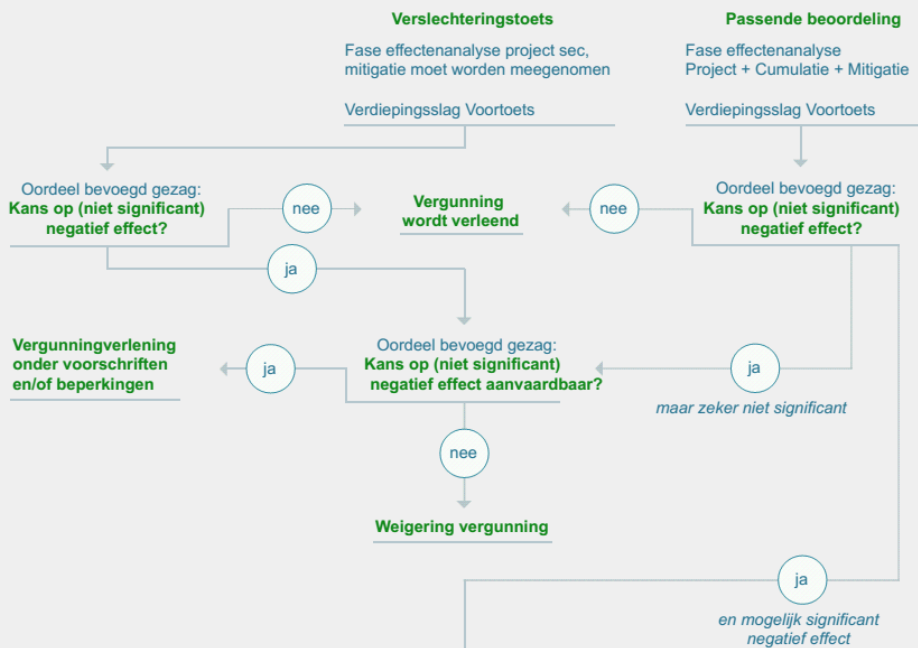 Verslechteringstoets
Fase effectenanalyse project sec,
mitigatie moet worden meegenomen
Verdiepingsslag Voortoets
Passende beoordeling
Fase effectenanalyse
Project + Cumulatie + Mitigatie
Verdiepingsslag Voortoets
Oordeel bevoegd gezag:
Kans op (niet significant)
negatief effect?
nee
Vergunning
wordt verleend
nee
Oordeel bevoegd gezag:
Kans op (niet significant)
negatief effect?
ja
Vergunningverlening
onder voorschriften
en/of beperkingen
ja
Oordeel bevoegd gezag:
Kans op (niet significant)
negatief effect aanvaardbaar?
ja
maar zeker niet significant
nee
Weigering vergunning
ja
en mogelijk significant
negatief effect